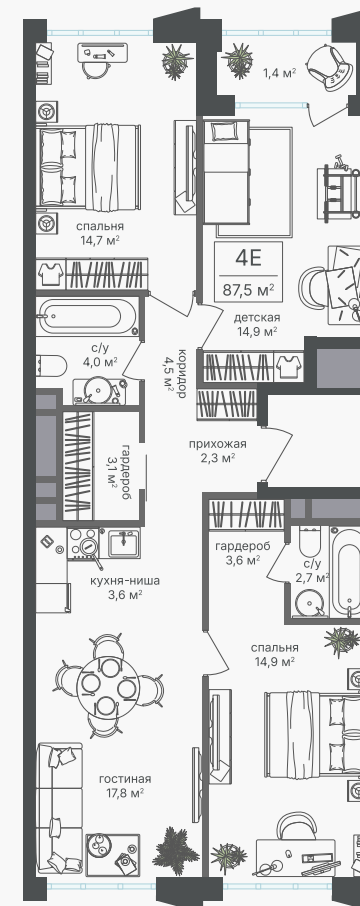 1,4 м²
спальня
14,7 м²
4Е
87,5 м²
детская
14,9 м²
с/у
4,0 м²
коридор
4,5 м²
прихожая
2,3 м²
гардероб
3,1 м²
гардероб
3,6 м²
с/у
2,7 м²
кухня-ниша
3,6 м²
спальня
14,9 м²
гостиная
17,8 м²